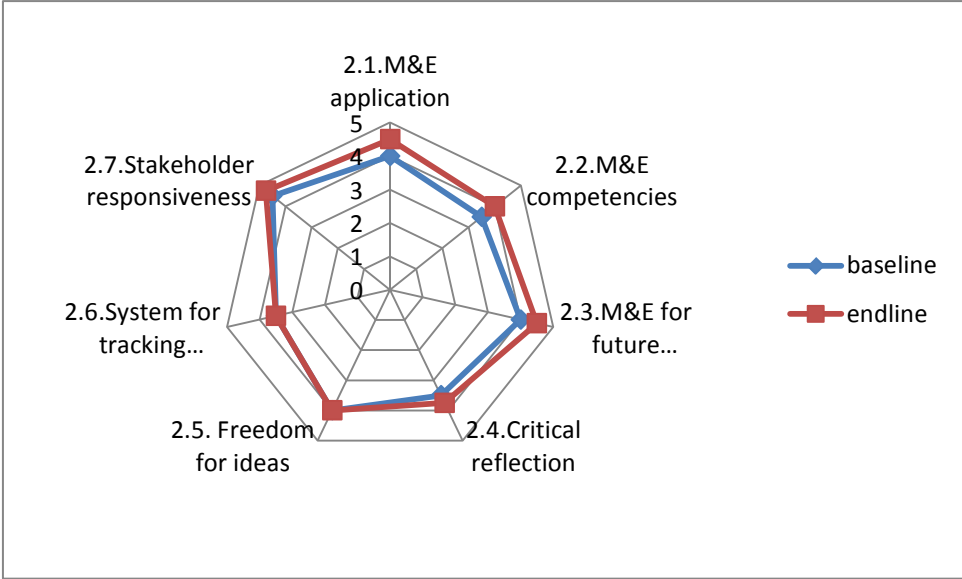 2.1.M&E
application
5
4
3
2
1
0
2.2.M&E
competencies
2.3.M&E for
future...
2.4.Critical
reflection
2.5. Freedom
for ideas
2.6.System for
tracking...
2.7.Stakeholder
responsiveness
baseline
endline